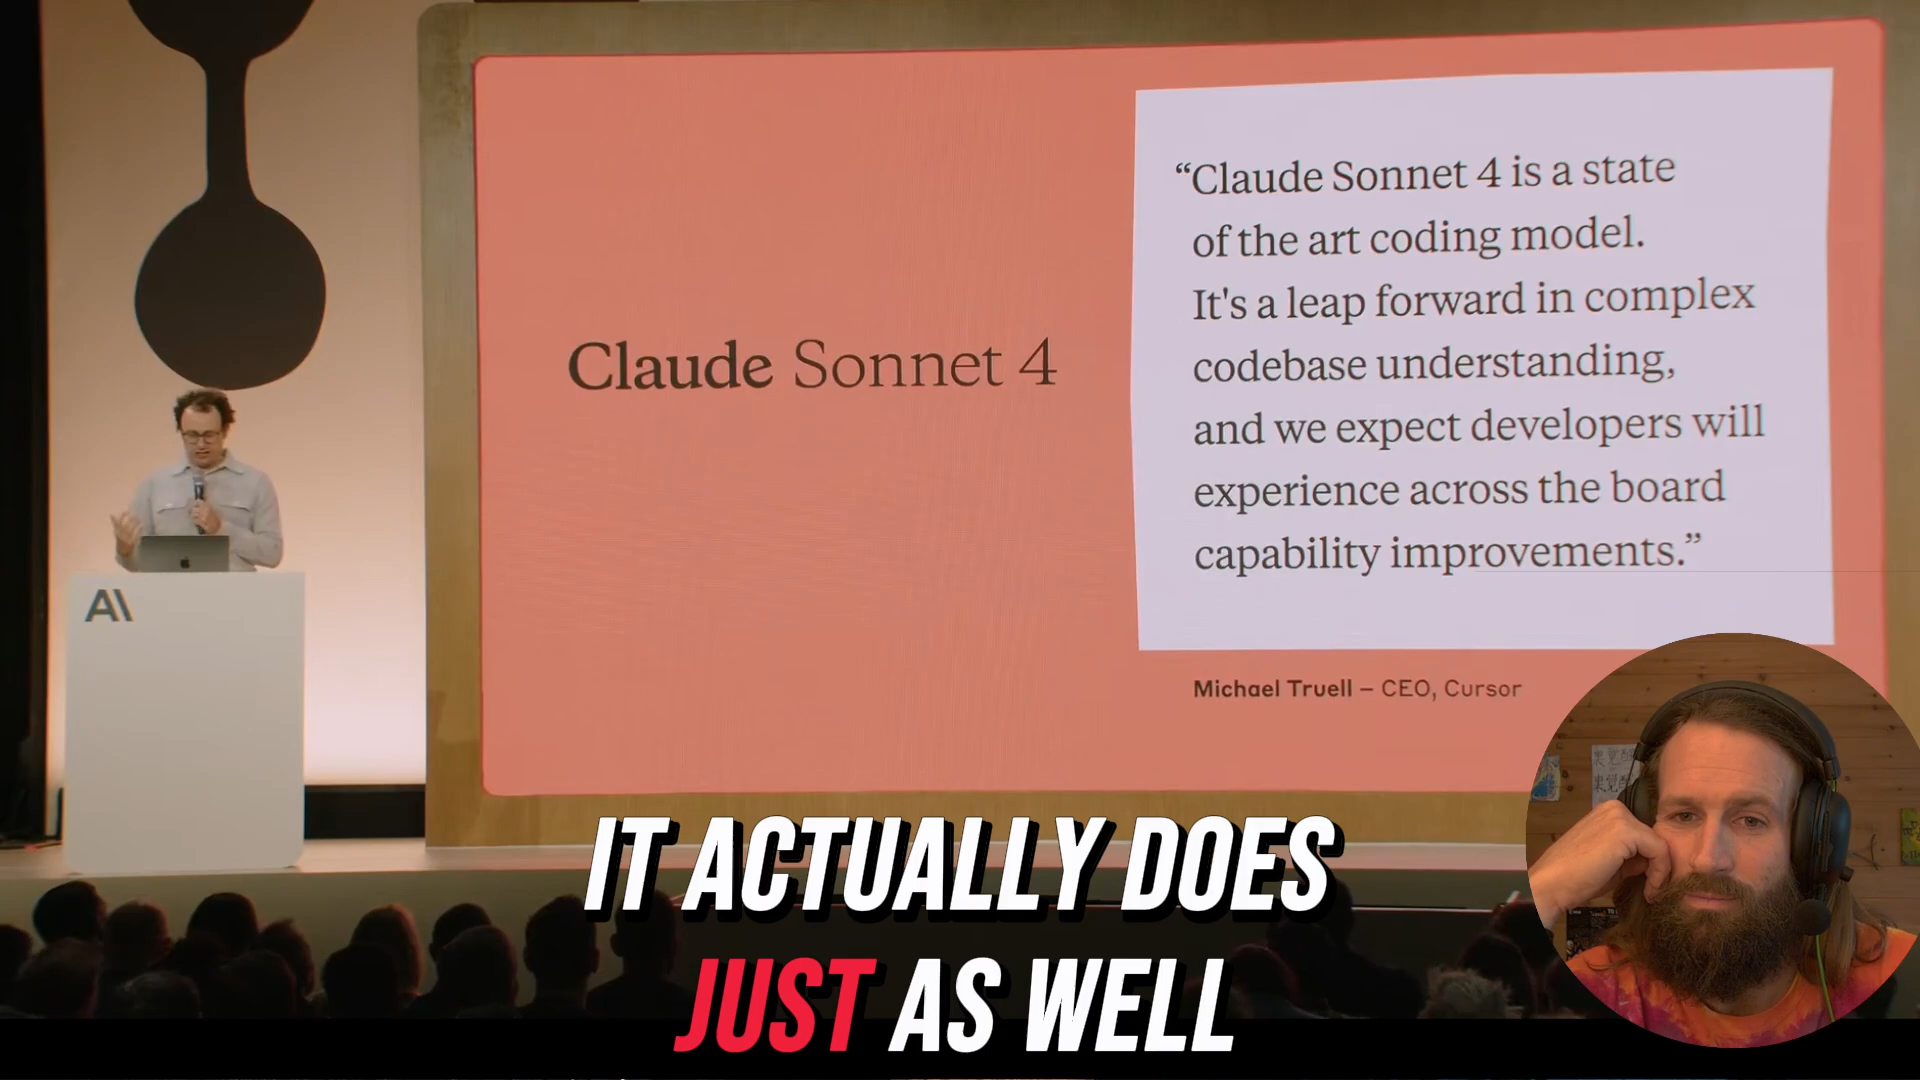 Claude Sonnet 4
“Claude Sonnet 4 is a state
of the art coding model.
It's a leap forward in complex
codebase understanding,
and we expect developers will
experience across the board
capability improvements.”
Michael Truell – CEO, Cursor
A\
IT ACTUALLY DOES
JUST AS WELL